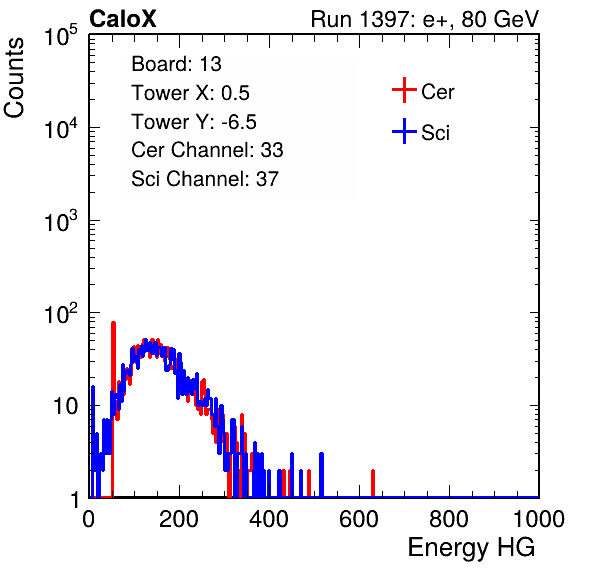 CaloX Run 1397: e+, 80 GeV
Counts
Board: 13
Tower X: 0.5
Tower Y: -6.5
Cer Channel: 33
Sci Channel: 37
Cer
Sci
10^5
10^4
10^3
10^2
10
1
0 200 400 600 800 1000
Energy HG